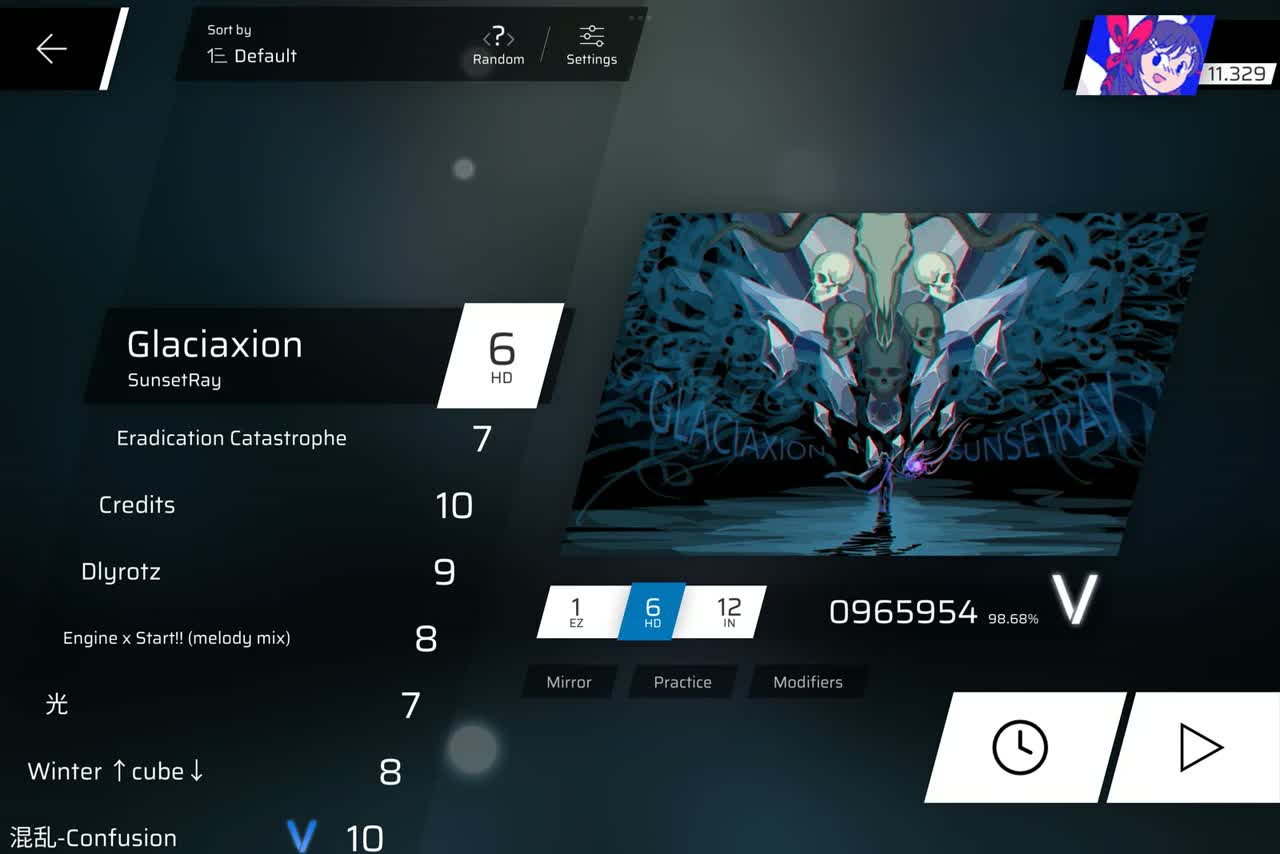 Sort by
Default
Random
Settings
11.329
Glaciaxion
SunsetRay
6
HD
Eradication Catastrophe 7
Credits 10
Dlyrotz 9
Engine x Start!! (melody mix) 8
光 7
Winter ↑cube↓ 8
混乱-Confusion V 10
GLACIAXION SUNSETRAY
1 6 12
EZ HD IN
0965954 98.68% V
Mirror Practice Modifiers